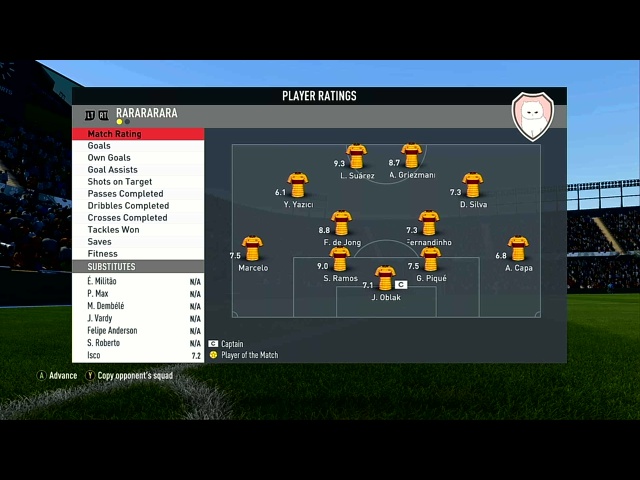 PLAYER RATINGS
LT RT RARARARARA
Match Rating
Goals
Own Goals
Goal Assists
Shots on Target
Passes Completed
Dribbles Completed
Crosses Completed
Tackles Won
Saves
Fitness
SUBSTITUTES
É. Militão N/A
P. Max N/A
M. Dembélé N/A
J. Vardy N/A
Felipe Anderson N/A
S. Roberto N/A
Isco 7.2
9.3 8.7
L. Suárez A. Griezmann
6.1 7.3
Y. Yazıcı D. Silva
8.8 7.3
F. de Jong Fernandinho
7.5 6.8
Marcelo A. Capa
9.0 7.5
S. Ramos G. Piqué
7.1 C
J. Oblak
C Captain
Player of the Match
A Advance Y Copy opponent's squad